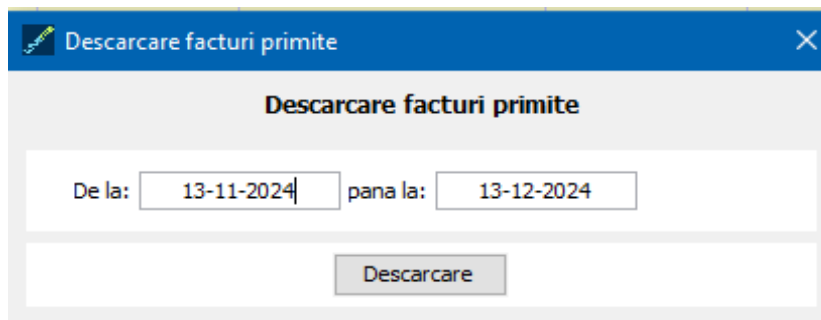 Descarcare facturi primite
Descarcare facturi primite
De la: 13-11-2024 pana la: 13-12-2024
Descarcare